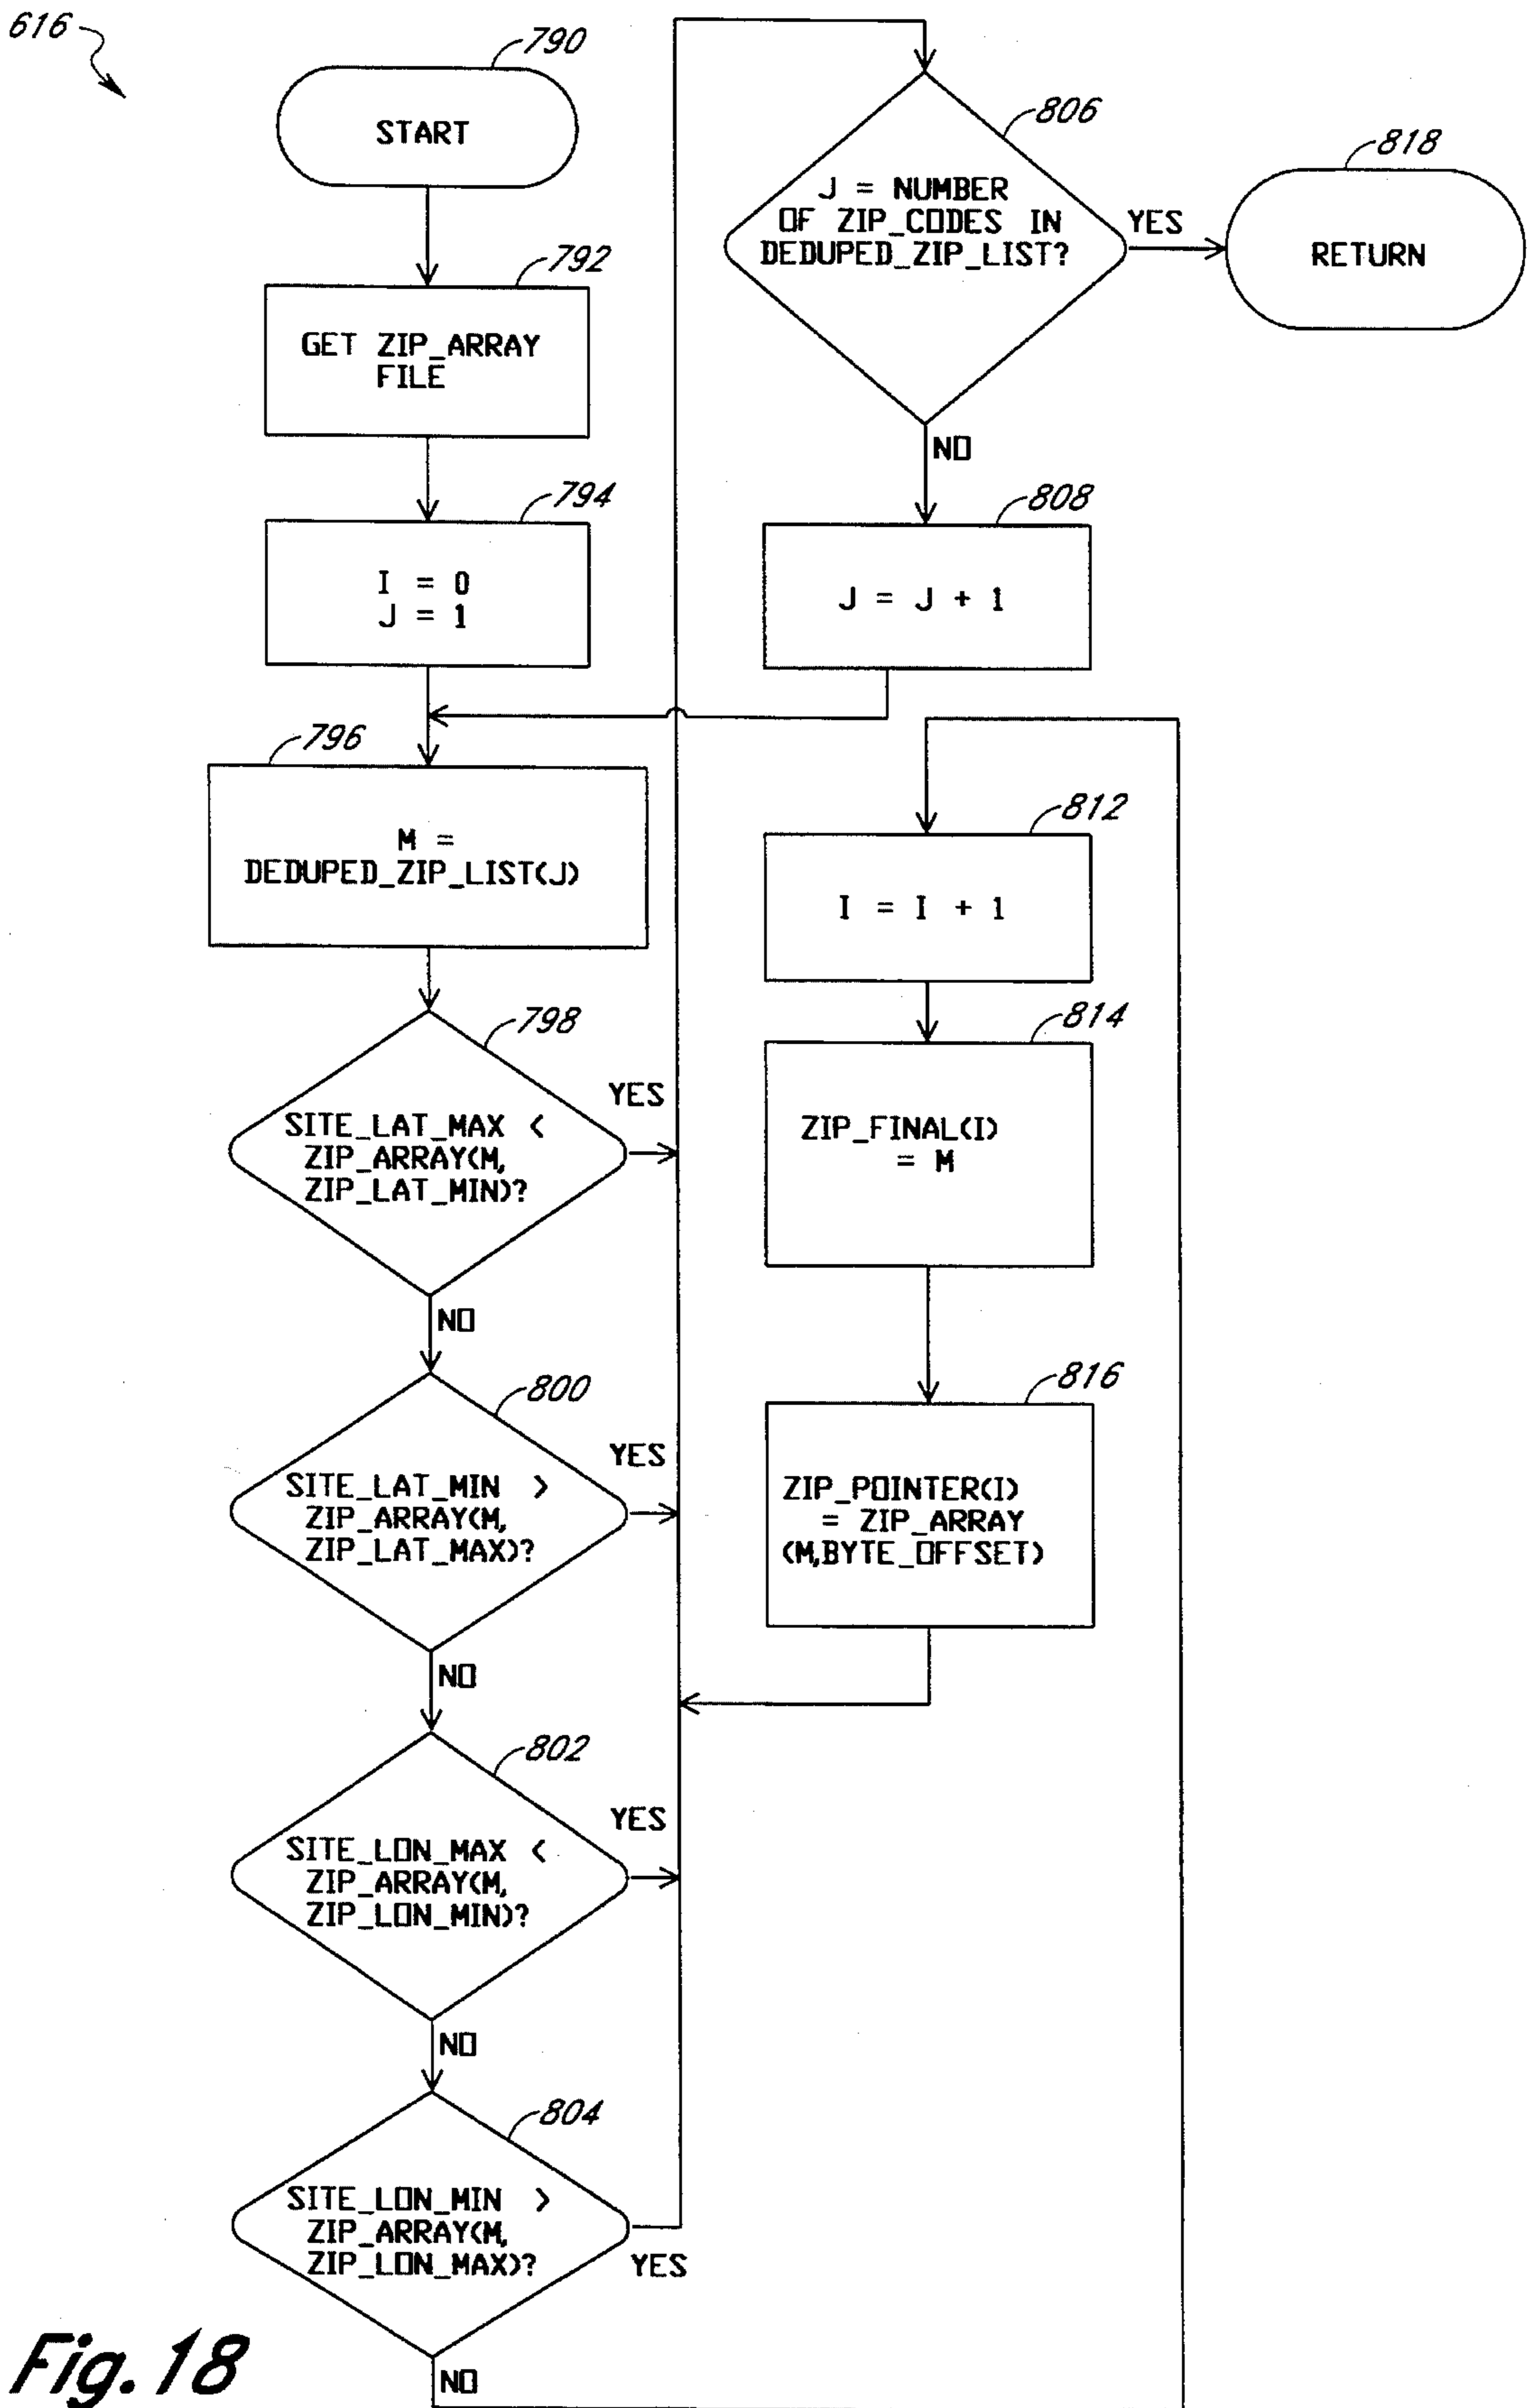 616
790
START
792
GET ZIP_ARRAY
FILE
794
I = 0
J = 1
796
M =
DEDUPED_ZIP_LIST(J)
798
SITE_LAT_MAX <
ZIP_ARRAY(M,
ZIP_LAT_MIN)?
YES
NO
800
SITE_LAT_MIN >
ZIP_ARRAY(M,
ZIP_LAT_MAX)?
YES
NO
802
SITE_LON_MAX <
ZIP_ARRAY(M,
ZIP_LON_MIN)?
YES
NO
804
SITE_LON_MIN >
ZIP_ARRAY(M,
ZIP_LON_MAX)?
YES
NO
806
J = NUMBER
OF ZIP_CODES IN
DEDUPED_ZIP_LIST?
YES
NO
818
RETURN
808
J = J + 1
812
I = I + 1
814
ZIP_FINAL(I)
= M
816
ZIP_POINTER(I)
= ZIP_ARRAY
(M,BYTE_OFFSET)
Fig. 18